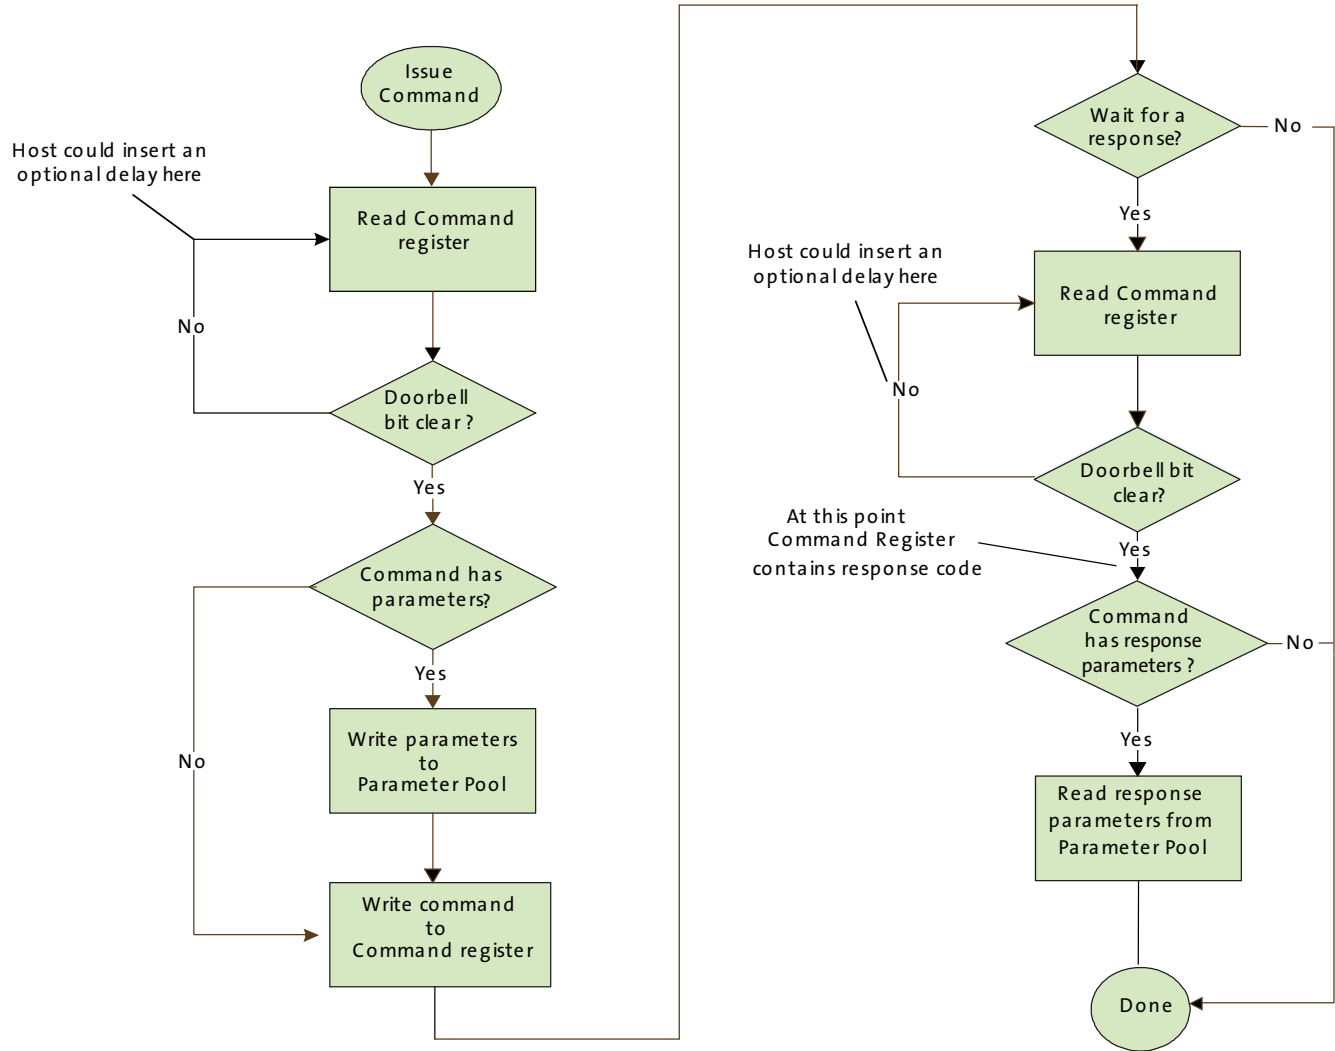 Issue
Command
Host could insert an
optional delay here
Read Command
register
No
Doorbell
bit clear ?
Yes
Command has
parameters?
Yes
Write parameters
to
Parameter Pool
No
Write command
to
Command register
Wait for a
response?
No
Yes
Host could insert an
optional delay here
Read Command
register
No
Doorbell bit
clear?
At this point
Command Register
contains response code
Yes
Command
has response
parameters ?
No
Yes
Read response
parameters from
Parameter Pool
Done